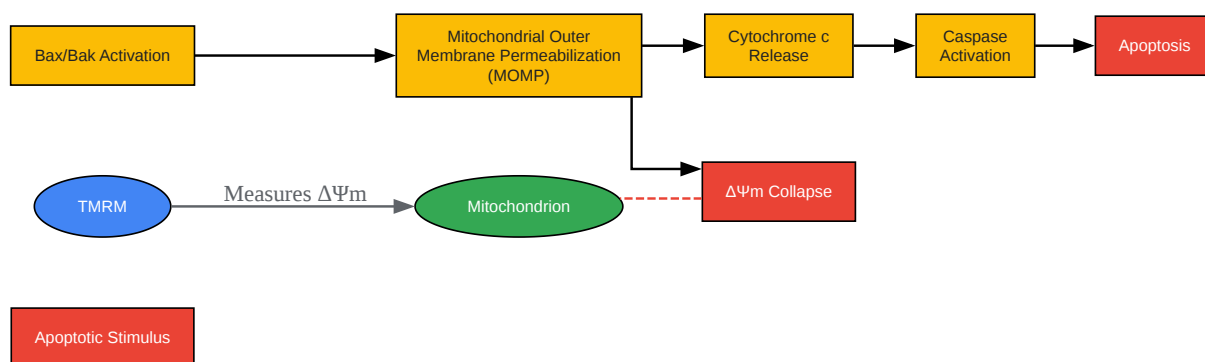 Bax/Bak Activation
Mitochondrial Outer
Membrane Permeabilization
(MOMP)
Cytochrome c
Release
Caspase
Activation
Apoptosis
TMRM
Measures ΔΨm
Mitochondrion
ΔΨm Collapse
Apoptotic Stimulus